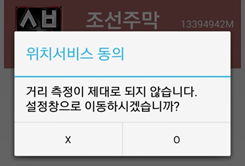 조선주막
13394942M
위치서비스 동의
거리 측정이 제대로 되지 않습니다.
설정창으로 이동하시겠습니까?
X
O